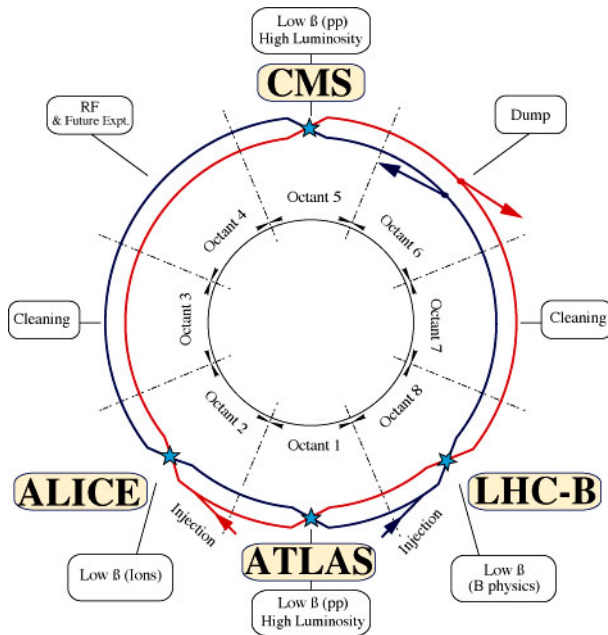 Low ß (pp)
High Luminosity
CMS
RF
& Future Expt.
Dump
Octant 5
Octant 4
Octant 6
Cleaning
Octant 3
Octant 7
Cleaning
Octant 2
Octant 8
Octant 1
ALICE
LHC-B
Injection
Injection
ATLAS
Low ß (Ions)
Low ß
(B physics)
Low ß (pp)
High Luminosity